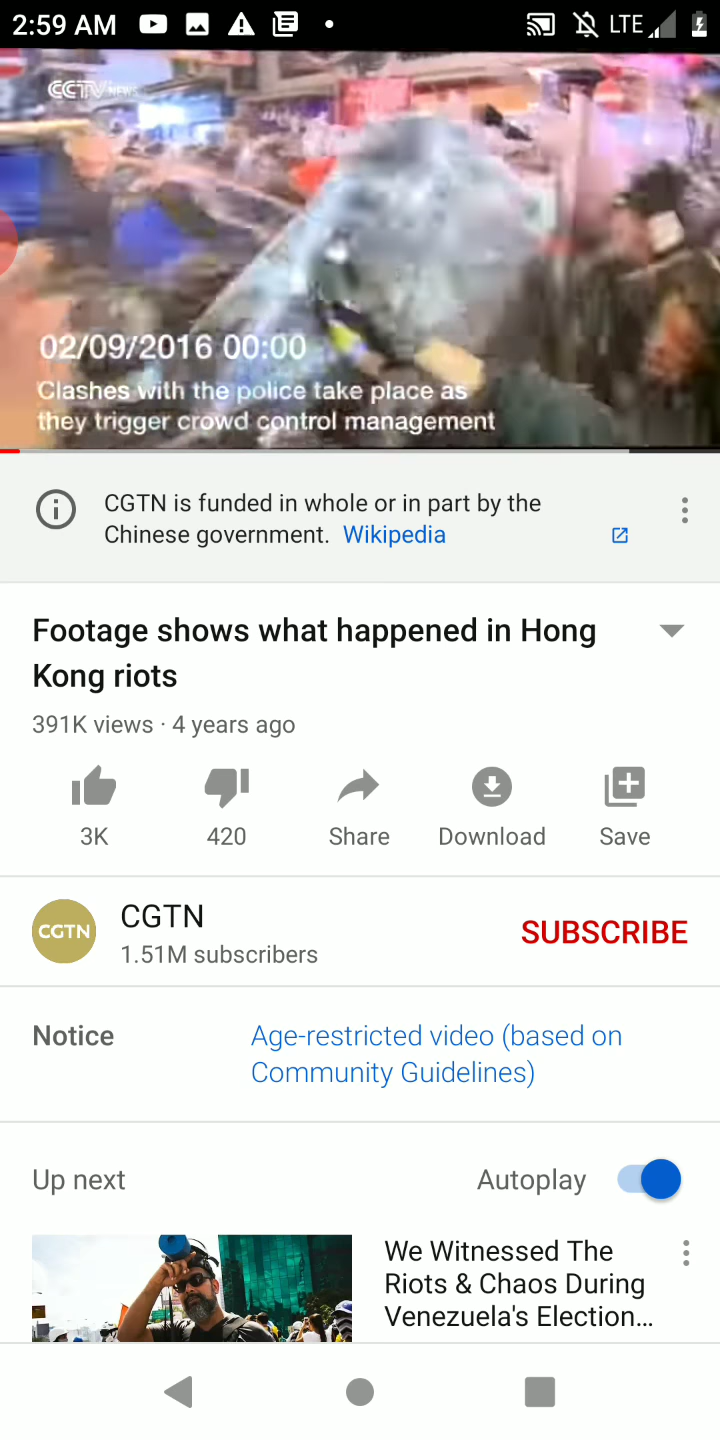 2:59 AM LTE
CCTV NEWS
02/09/2016 00:00
Clashes with the police take place as
they trigger crowd control management
CGTN is funded in whole or in part by the
Chinese government. Wikipedia
Footage shows what happened in Hong
Kong riots
391K views · 4 years ago
3K 420 Share Download Save
CGTN
CGTN
1.51M subscribers
SUBSCRIBE
Notice Age-restricted video (based on
Community Guidelines)
Up next Autoplay
We Witnessed The
Riots & Chaos During
Venezuela's Election...